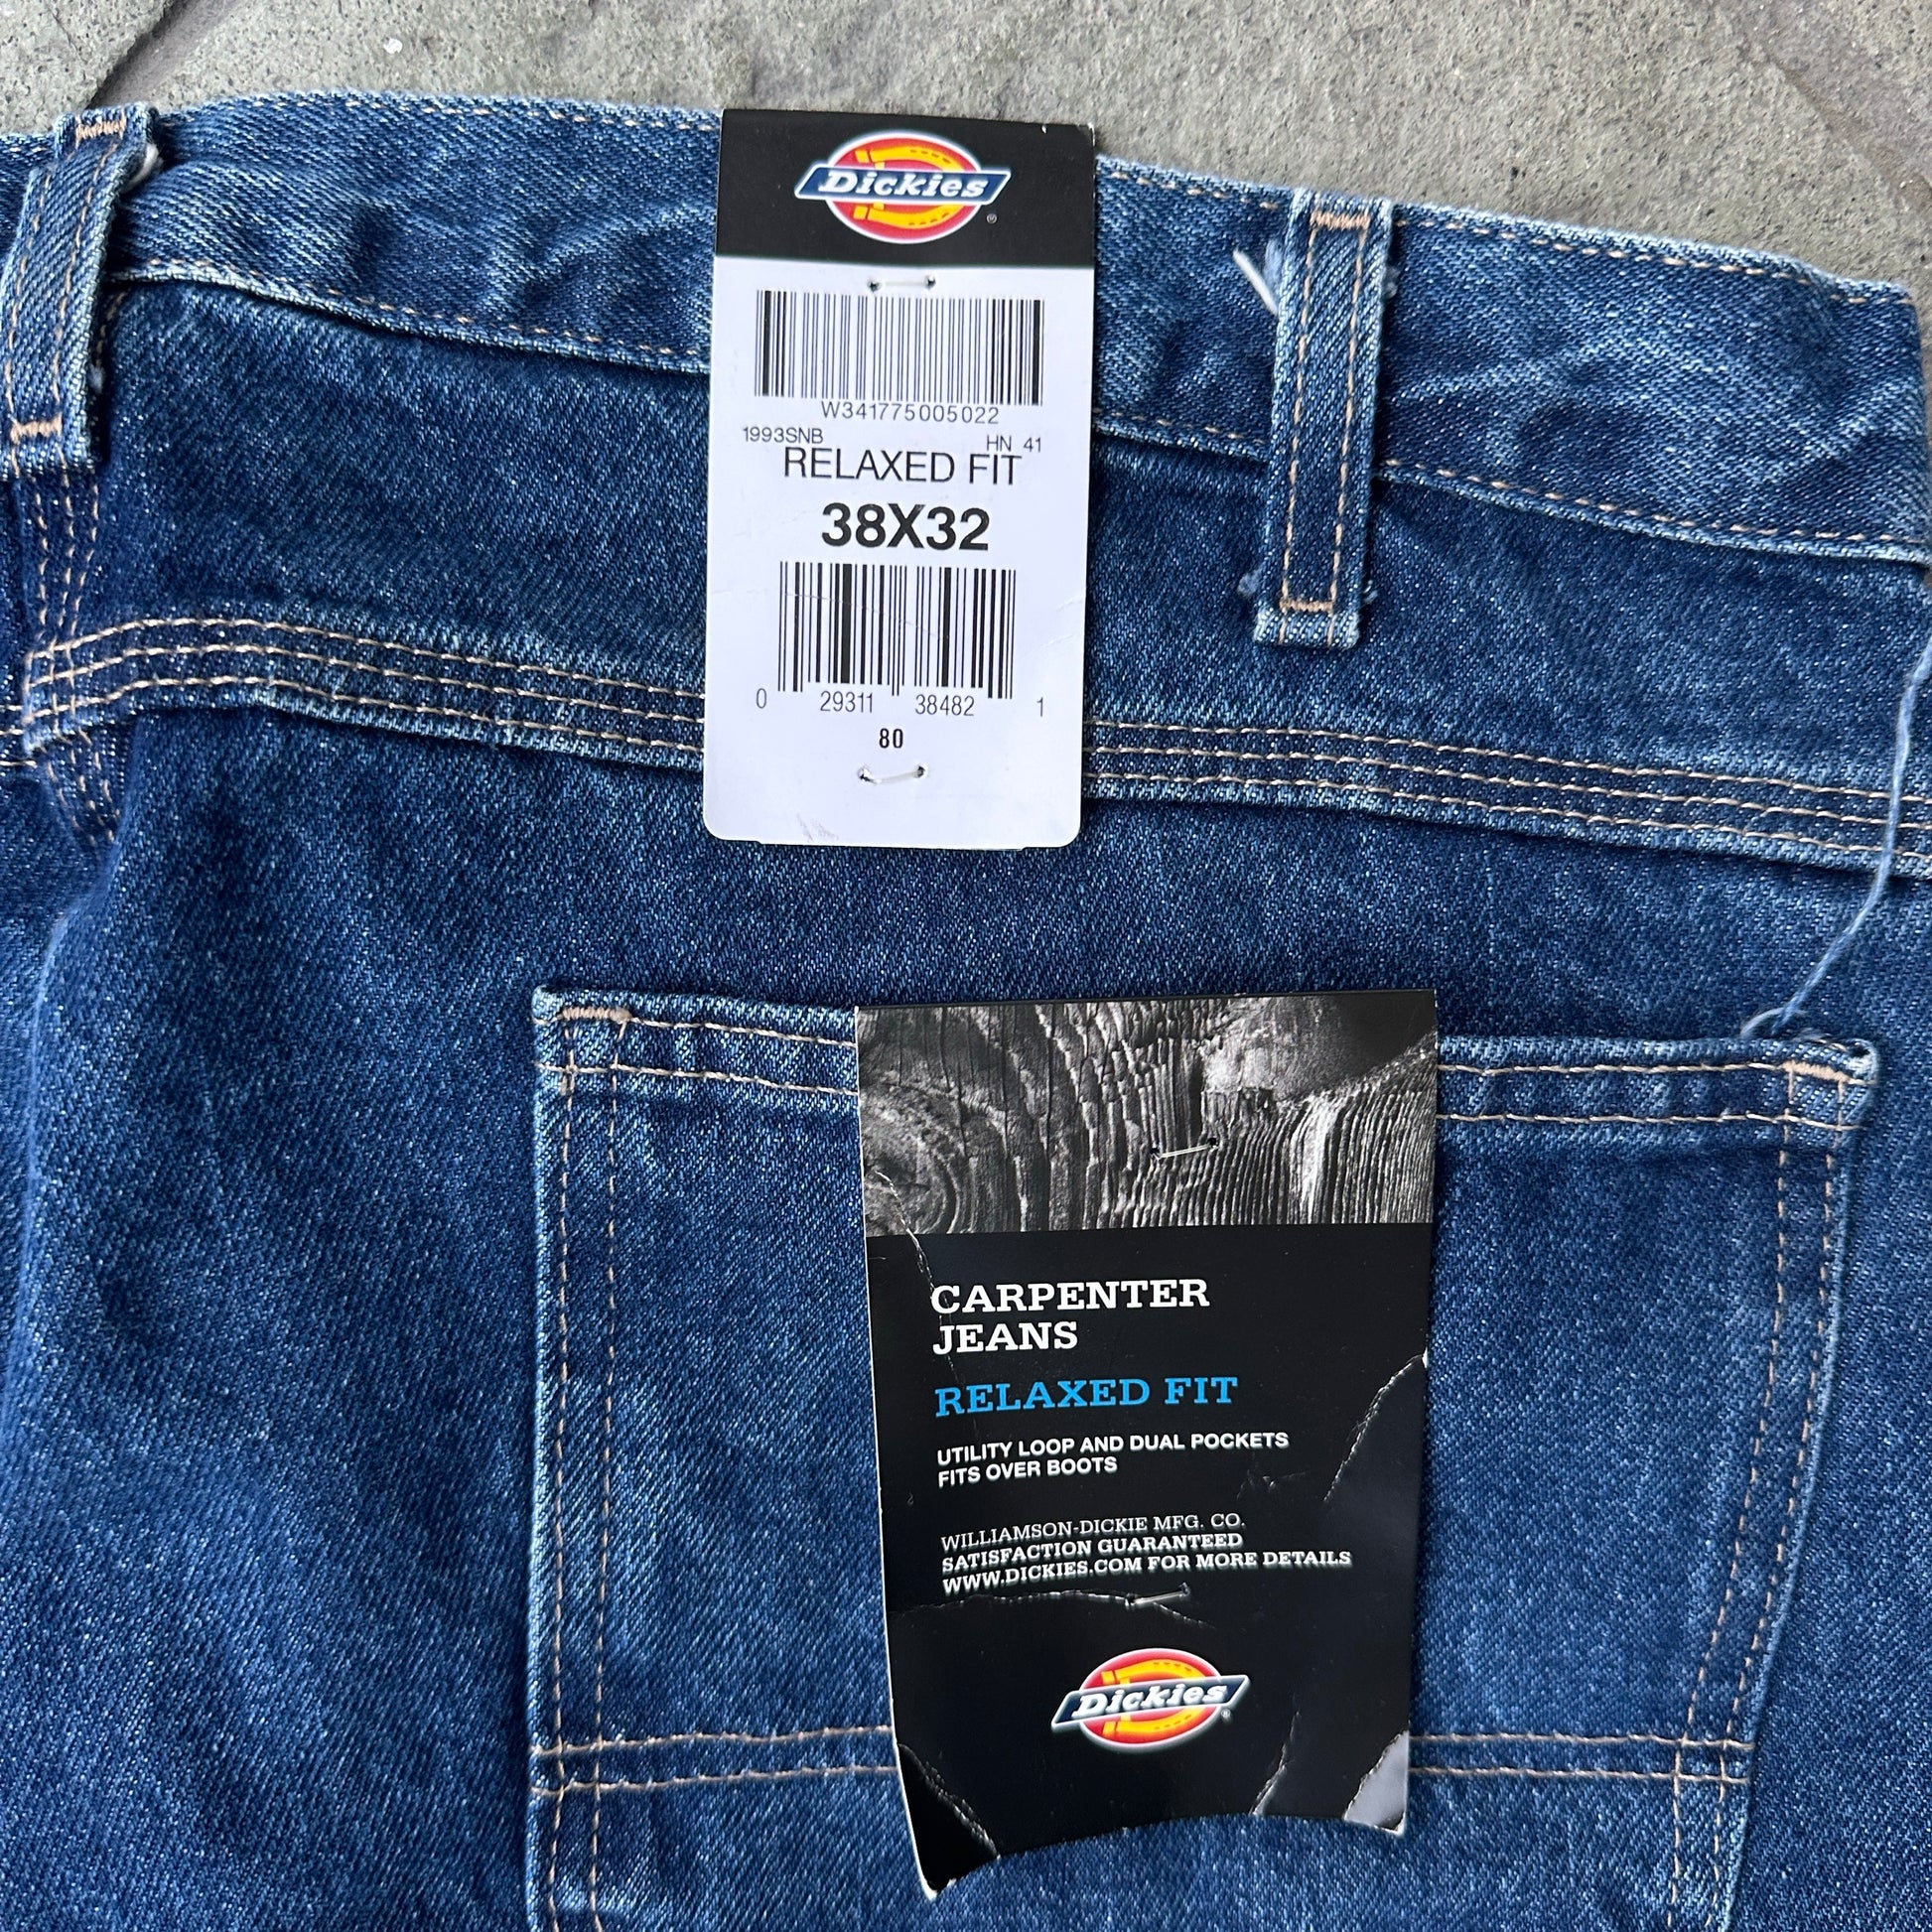 Dickies
W341775005022
1993SNB HN 41
RELAXED FIT
38X32
0 29311 38482 1
80
CARPENTER
JEANS
RELAXED FIT
UTILITY LOOP AND DUAL POCKETS
FITS OVER BOOTS
WILLIAMSON-DICKIE MFG. CO.
SATISFACTION GUARANTEED
WWW.DICKIES.COM FOR MORE DETAILS
Dickies